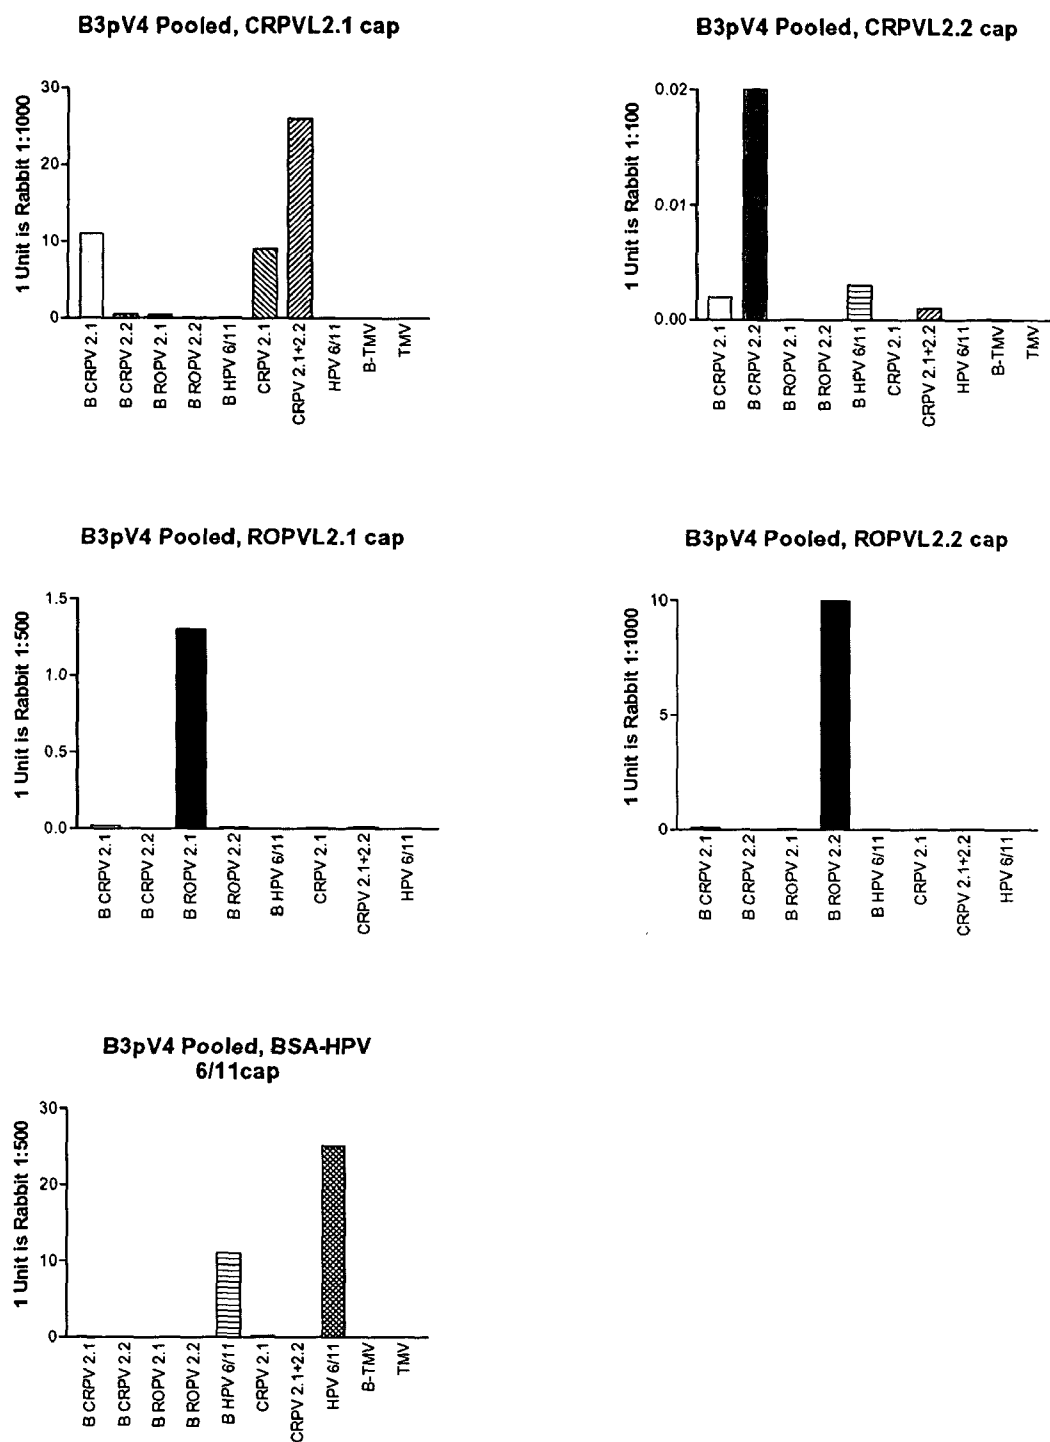 B3pV4 Pooled, CRPVL2.1 cap
1 Unit is Rabbit 1:1000
30
20
10
0
B CRPV 2.1
B CRPV 2.2
B ROPV 2.1
B ROPV 2.2
B HPV 6/11
CRPV 2.1
CRPV 2.1+2.2
HPV 6/11
B-TMV
TMV
B3pV4 Pooled, CRPVL2.2 cap
1 Unit is Rabbit 1:100
0.02
0.01
0.00
B CRPV 2.1
B CRPV 2.2
B ROPV 2.1
B ROPV 2.2
B HPV 6/11
CRPV 2.1
CRPV 2.1+2.2
HPV 6/11
B-TMV
TMV
B3pV4 Pooled, ROPVL2.1 cap
1 Unit is Rabbit 1:500
1.5
1.0
0.5
0.0
B CRPV 2.1
B CRPV 2.2
B ROPV 2.1
B ROPV 2.2
B HPV 6/11
CRPV 2.1
CRPV 2.1+2.2
HPV 6/11
B3pV4 Pooled, ROPVL2.2 cap
1 Unit is Rabbit 1:1000
10
5
0
B CRPV 2.1
B CRPV 2.2
B ROPV 2.1
B ROPV 2.2
B HPV 6/11
CRPV 2.1
CRPV 2.1+2.2
HPV 6/11
B3pV4 Pooled, BSA-HPV
6/11cap
1 Unit is Rabbit 1:500
30
20
10
0
B CRPV 2.1
B CRPV 2.2
B ROPV 2.1
B ROPV 2.2
B HPV 6/11
CRPV 2.1
CRPV 2.1+2.2
HPV 6/11
B-TMV
TMV